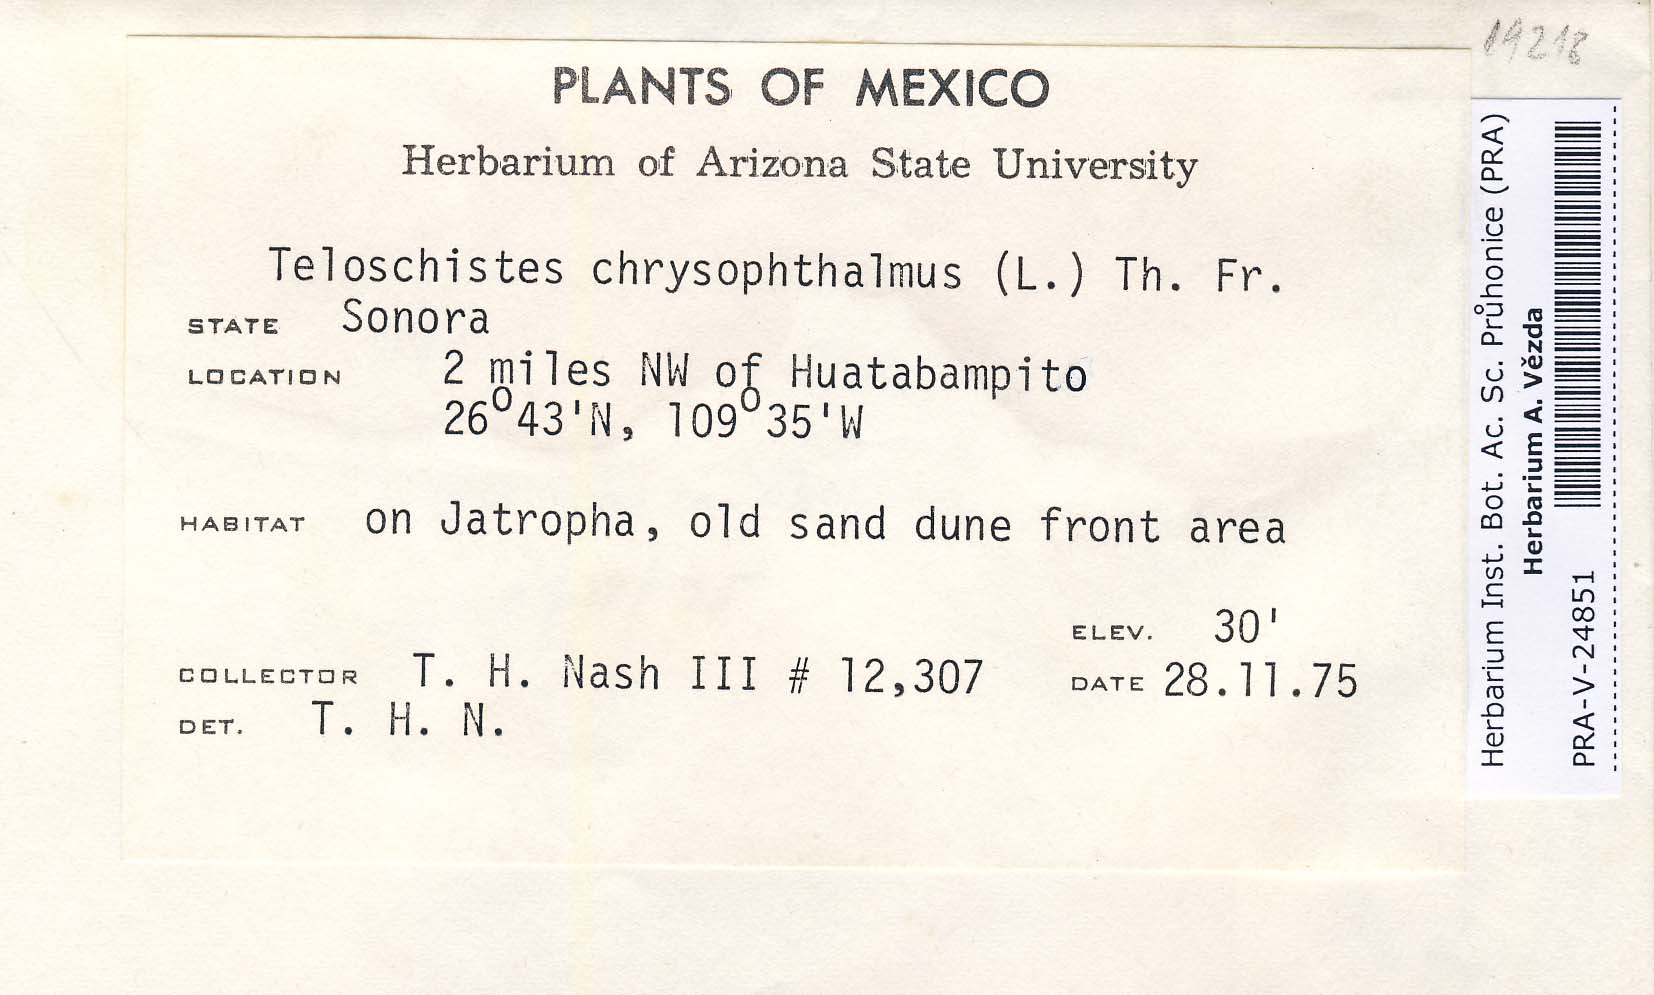 19218
PLANTS OF MEXICO
Herbarium of Arizona State University
Teloschistes chrysophthalmus (L.) Th. Fr.
STATE Sonora
LOCATION 2 miles NW of Huatabampito
26°43'N, 109°35'W
HABITAT on Jatropha, old sand dune front area
ELEV. 30'
COLLECTOR T. H. Nash III # 12,307 DATE 28.11.75
DET. T. H. N.
Herbarium Inst. Bot. Ac. Sc. Průhonice (PRA)
Herbarium A. Vězda
PRA-V-24851